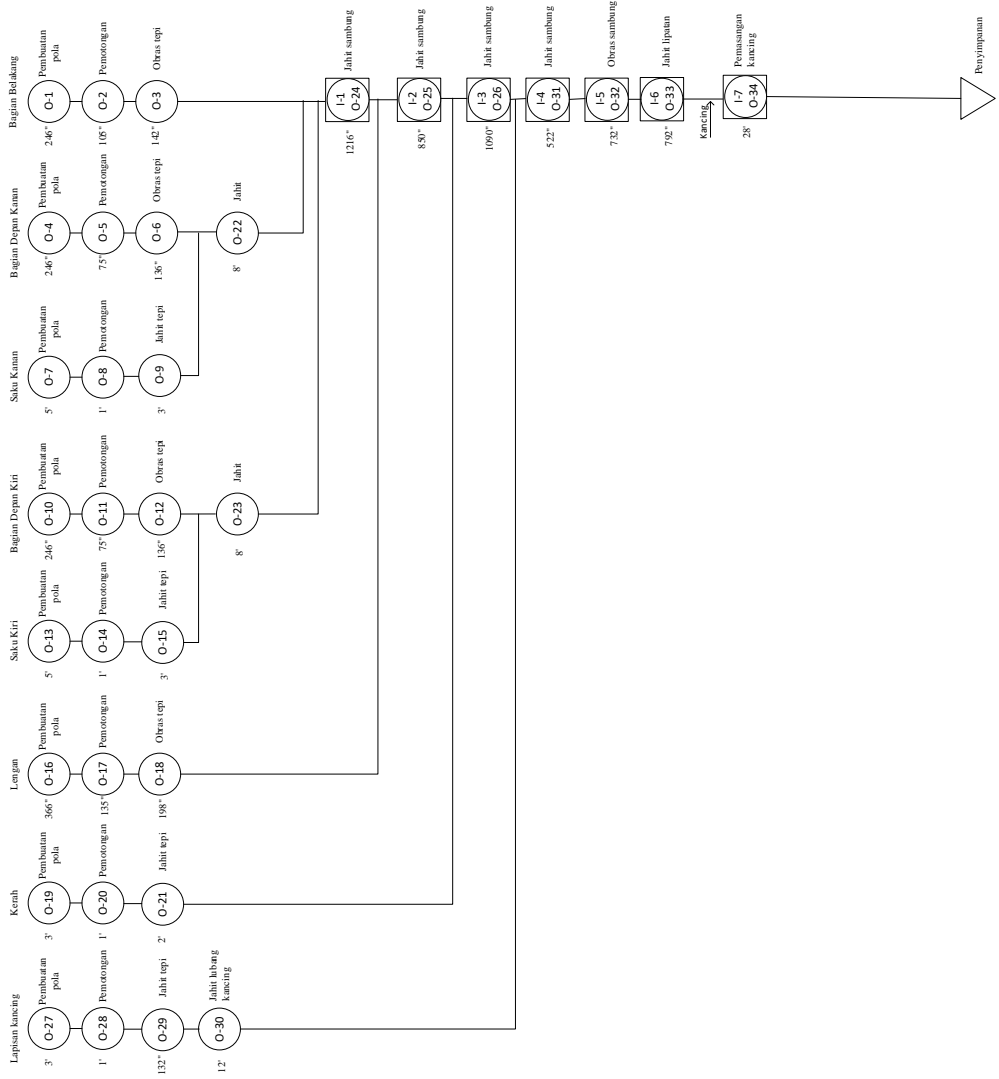 Lapisan kancing
3'
Pembuatan
pola
O-27
1'
Pemotongan
O-28
132"
Jahit tepi
O-29
12'
Jahit lubang
kancing
O-30
Kerah
3'
Pembuatan
pola
O-19
1'
Pemotongan
O-20
2'
Jahit tepi
O-21
Lengan
366"
Pembuatan
pola
O-16
135"
Pemotongan
O-17
198"
Obras tepi
O-18
Saku Kiri
5'
Pembuatan
pola
O-13
1'
Pemotongan
O-14
3'
Jahit tepi
O-15
Bagian Depan Kiri
246"
Pembuatan
pola
O-10
75"
Pemotongan
O-11
136"
Obras tepi
O-12
8'
Jahit
O-23
Saku Kanan
5'
Pembuatan
pola
O-7
1'
Pemotongan
O-8
3'
Jahit tepi
O-9
Bagian Depan Kanan
246"
Pembuatan
pola
O-4
75"
Pemotongan
O-5
136"
Obras tepi
O-6
8'
Jahit
O-22
Bagian Belakang
246"
Pembuatan
pola
O-1
105"
Pemotongan
O-2
142"
Obras tepi
O-3
1216"
I-1
O-24
Jahit sambung
850"
I-2
O-25
Jahit sambung
1090"
I-3
O-26
Jahit sambung
522"
I-4
O-31
Jahit sambung
732"
I-5
O-32
Obras sambung
792"
I-6
O-33
Jahit lipatan
Kancing
28'
I-7
O-34
Pemasangan
kancing
Penyimpanan